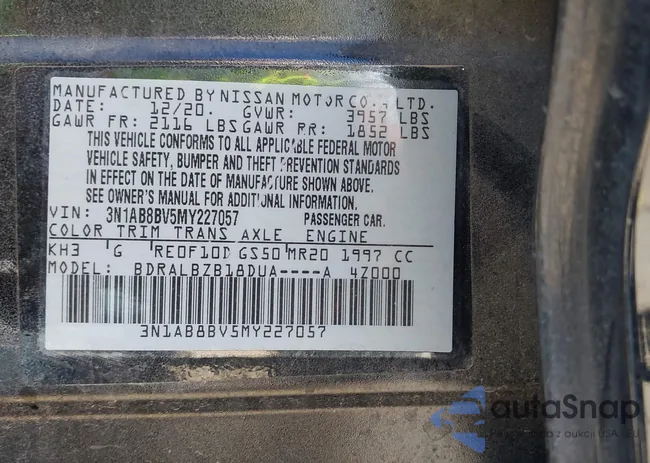 MANUFACTURED BY NISSAN MOTOR CO., LTD.
DATE: 12/20. GVWR: 3957 LBS
GAWR FR: 2116 LBS GAWR RR: 1852 LBS
THIS VEHICLE CONFORMS TO ALL APPLICABLE FEDERAL MOTOR
VEHICLE SAFETY, BUMPER AND THEFT PREVENTION STANDARDS
IN EFFECT ON THE DATE OF MANUFACTURE SHOWN ABOVE.
SEE OWNER'S MANUAL FOR ADDITIONAL INFORMATION.
VIN: 3N1AB8BV5MY227057 PASSENGER CAR.
COLOR TRIM TRANS AXLE ENGINE
KH3 G RE0F10D GS50 MR20 1997 CC
MODEL: BDRALBZB18DUA----A 4Z000
3N1AB8BV5MY227057
autoSnap
z aukcji USA